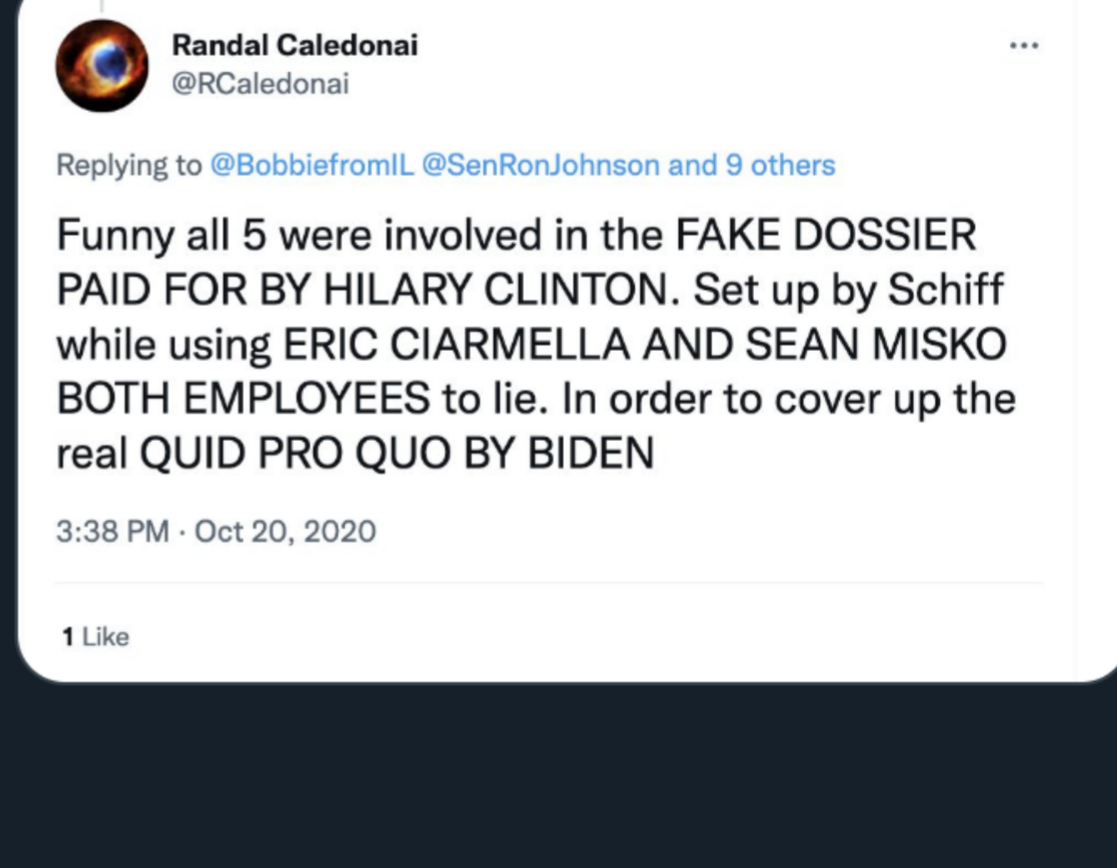 Randal Caledonai
@RCaledonai
Replying to @BobbiefromIL @SenRonJohnson and 9 others
Funny all 5 were involved in the FAKE DOSSIER
PAID FOR BY HILARY CLINTON. Set up by Schiff
while using ERIC CIARMELLA AND SEAN MISKO
BOTH EMPLOYEES to lie. In order to cover up the
real QUID PRO QUO BY BIDEN
3:38 PM · Oct 20, 2020
1 Like